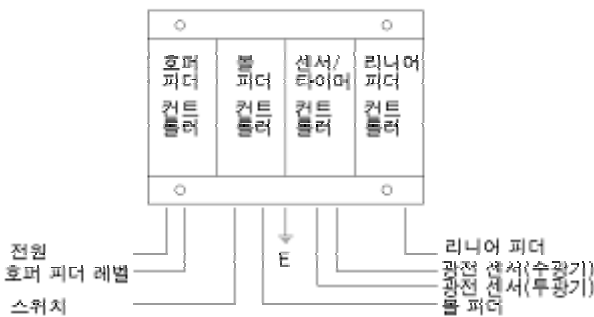 호퍼
피더
컨트
롤러
볼
피더
컨트
롤러
센서/
타이머
컨트
롤러
리니어
피더
컨트
롤러
전원
호퍼 피더 레벨
스위치
E
리니어 피더
광전 센서(수광기)
광전 센서(투광기)
볼 피더